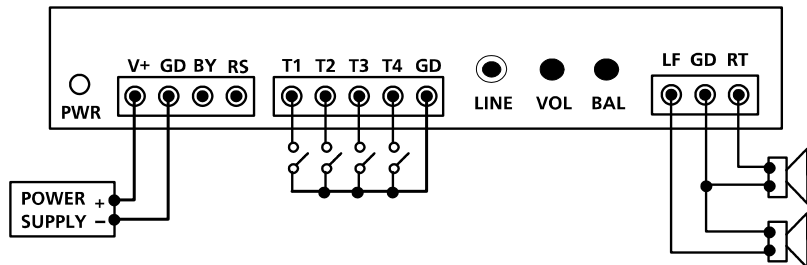 V+ GD BY RS
T1 T2 T3 T4 GD
LF GD RT
PWR
LINE VOL BAL
POWER +
SUPPLY −